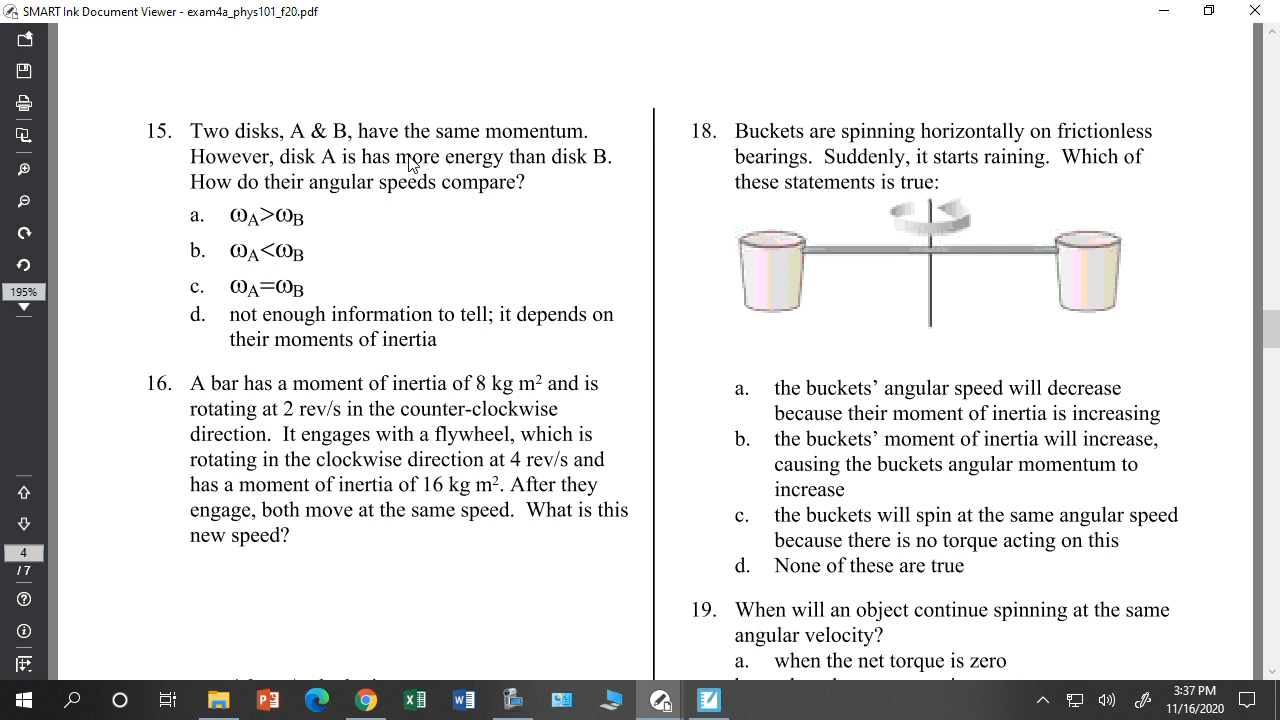 SMART Ink Document Viewer - exam4a_phys101_f20.pdf
195%
4
/ 7
15. Two disks, A & B, have the same momentum.
However, disk A is has more energy than disk B.
How do their angular speeds compare?
a. ωA>ωB
b. ωA<ωB
c. ωA=ωB
d. not enough information to tell; it depends on
their moments of inertia
16. A bar has a moment of inertia of 8 kg m² and is
rotating at 2 rev/s in the counter-clockwise
direction. It engages with a flywheel, which is
rotating in the clockwise direction at 4 rev/s and
has a moment of inertia of 16 kg m². After they
engage, both move at the same speed. What is this
new speed?
18. Buckets are spinning horizontally on frictionless
bearings. Suddenly, it starts raining. Which of
these statements is true:
a. the buckets’ angular speed will decrease
because their moment of inertia is increasing
b. the buckets’ moment of inertia will increase,
causing the buckets angular momentum to
increase
c. the buckets will spin at the same angular speed
because there is no torque acting on this
d. None of these are true
19. When will an object continue spinning at the same
angular velocity?
a. when the net torque is zero
3:37 PM
11/16/2020